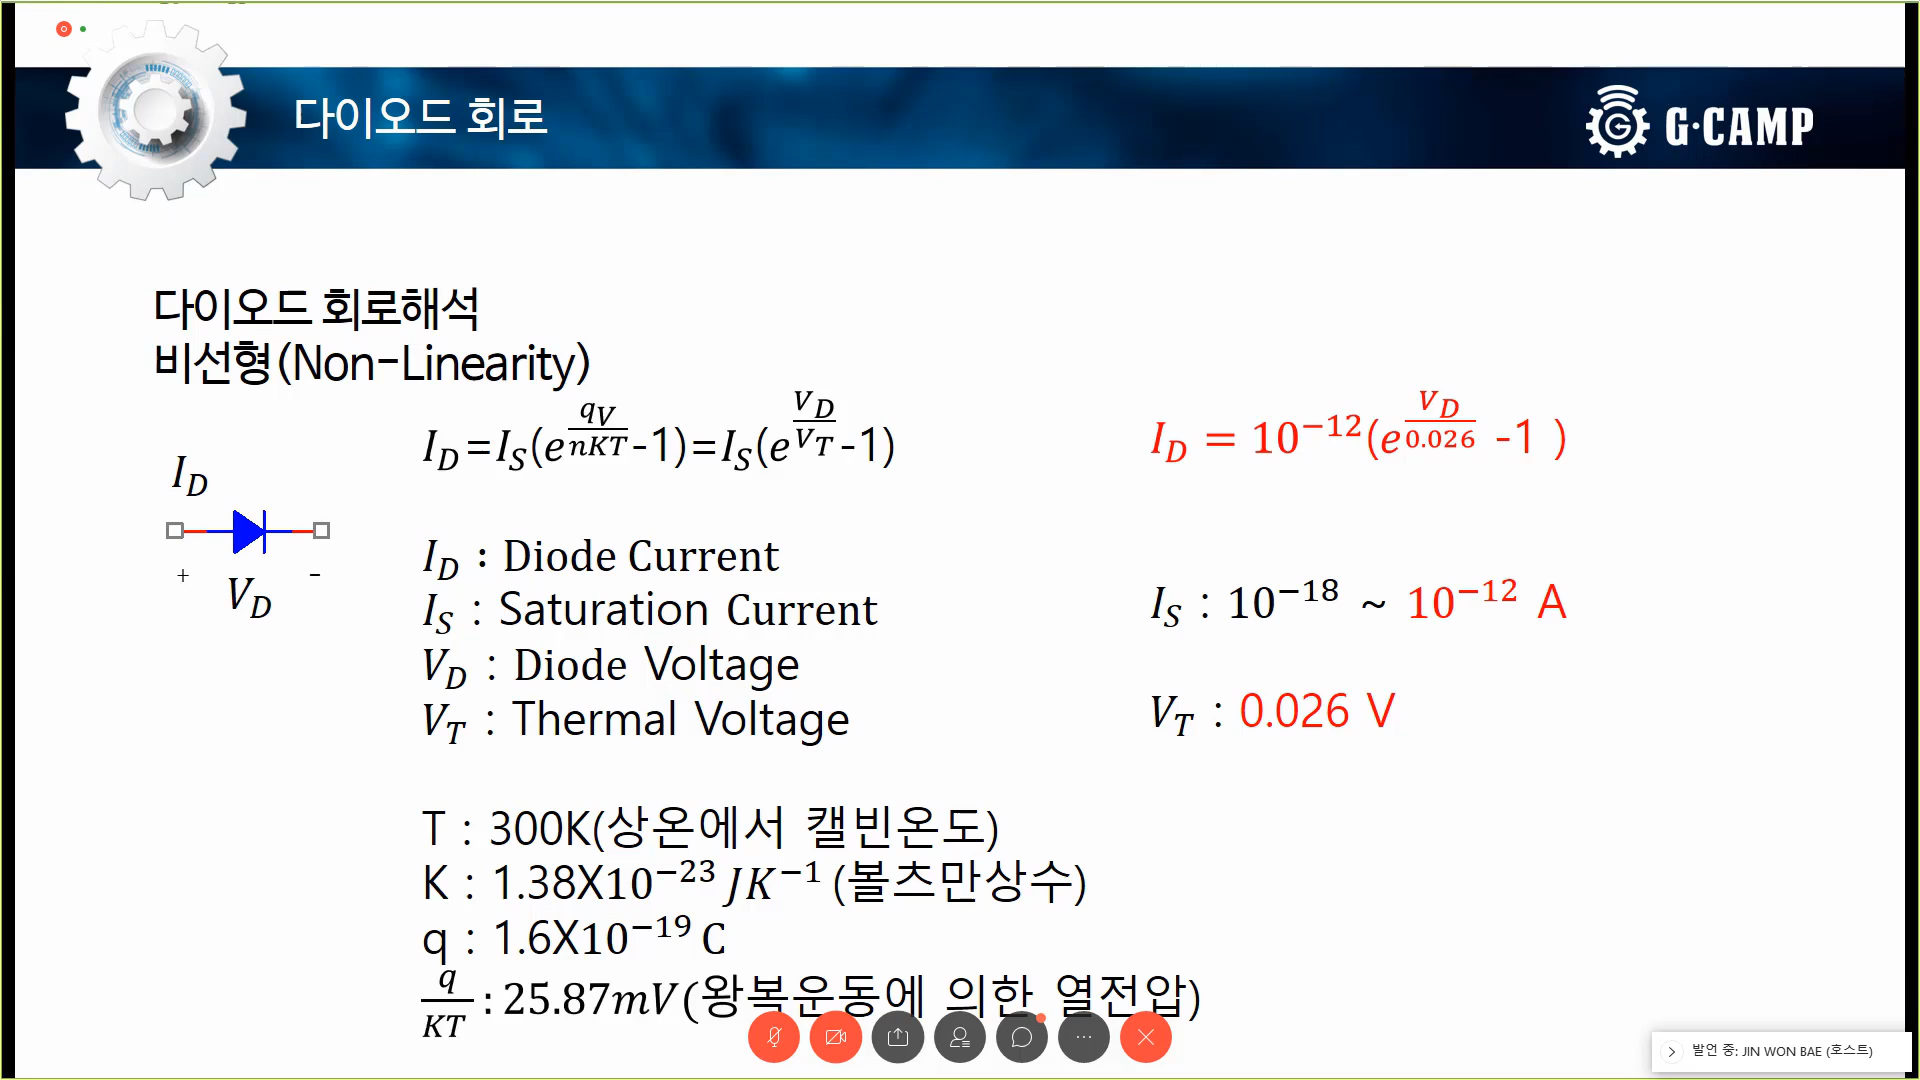 다이오드 회로
G·CAMP
다이오드 회로해석
비선형(Non-Linearity)
I_D=I_S(e^{\frac{qV}{nKT}}-1)=I_S(e^{\frac{V_D}{V_T}}-1)
I_D = 10^{-12}(e^{\frac{V_D}{0.026}} -1 )
I_D
+ V_D -
I_D : Diode Current
I_S : Saturation Current
I_S : 10^{-18} ~ 10^{-12} A
V_D : Diode Voltage
V_T : Thermal Voltage
V_T : 0.026 V
T : 300K(상온에서 캘빈온도)
K : 1.38X10^{-23} JK^{-1} (볼츠만상수)
q : 1.6X10^{-19} C
\frac{q}{KT} : 25.87mV(왕복운동에 의한 열전압)
발언 중: JIN WON BAE (호스트)